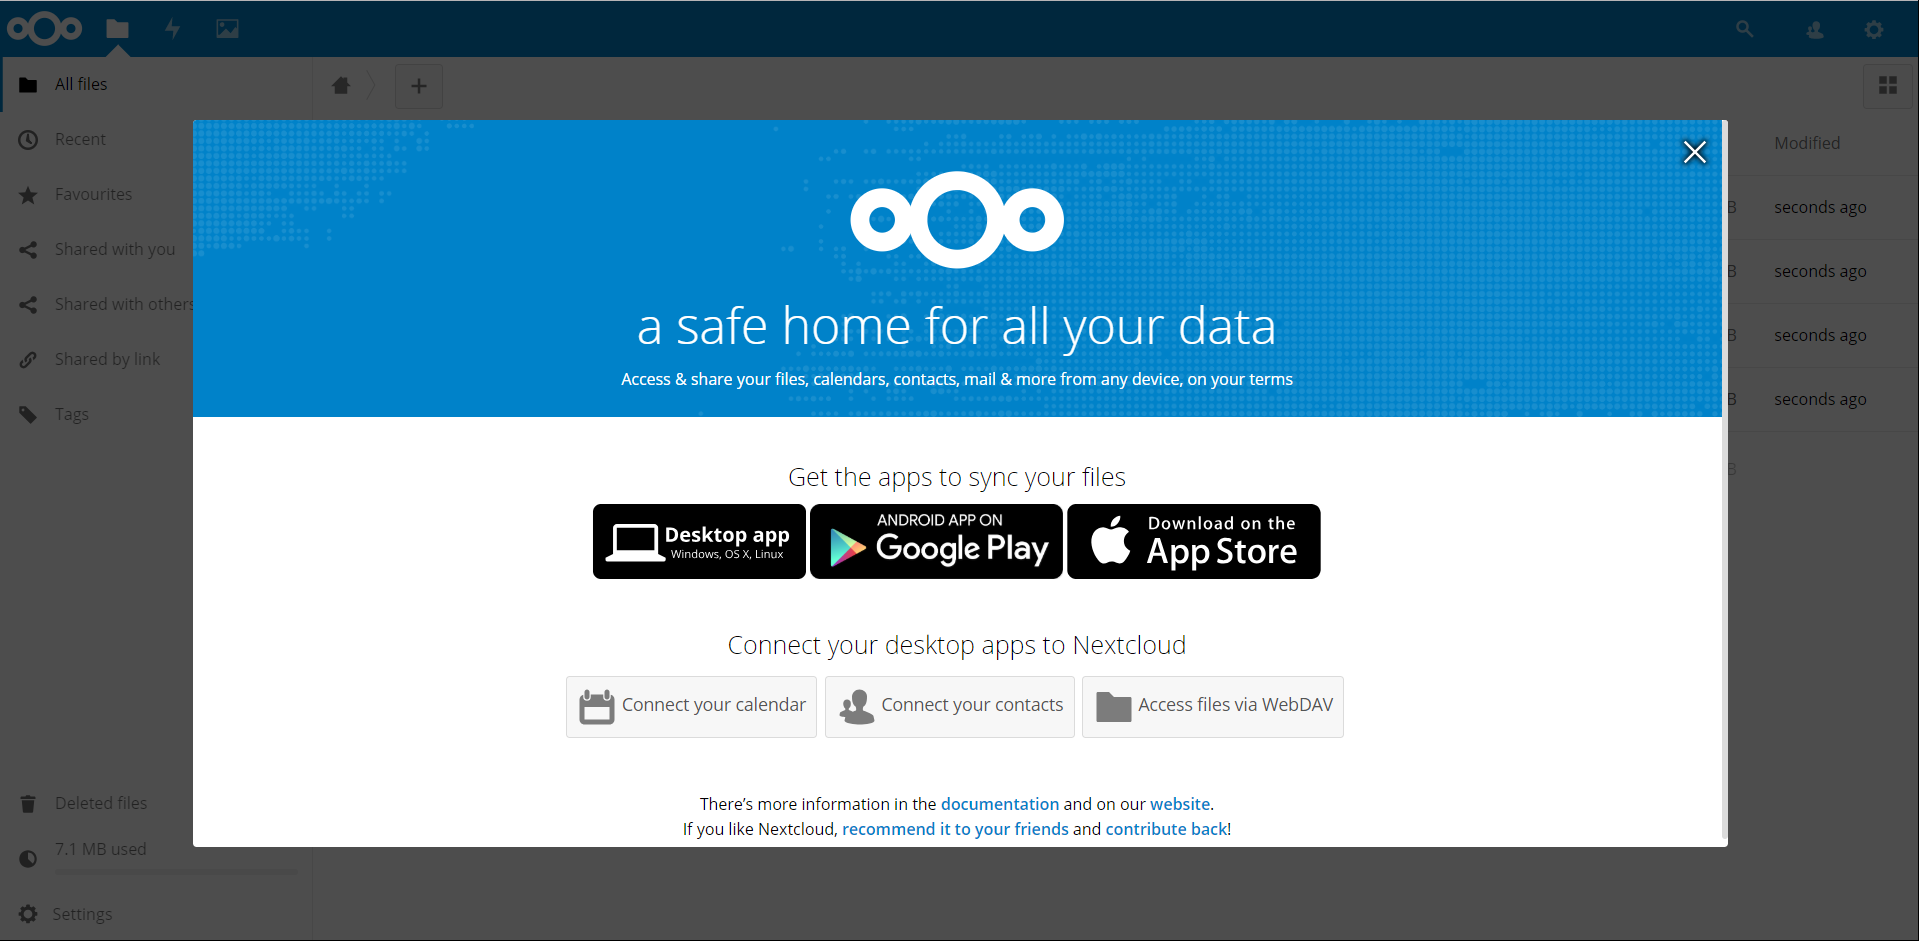 All files
Recent
Favourites
Shared with you
Shared with others
Shared by link
Tags
Deleted files
7.1 MB used
Settings
Modified
B seconds ago
B seconds ago
B seconds ago
B seconds ago
B
a safe home for all your data
Access & share your files, calendars, contacts, mail & more from any device, on your terms
Get the apps to sync your files
Desktop app
Windows, OS X, Linux
ANDROID APP ON
Google Play
Download on the
App Store
Connect your desktop apps to Nextcloud
Connect your calendar
Connect your contacts
Access files via WebDAV
There’s more information in the documentation and on our website.
If you like Nextcloud, recommend it to your friends and contribute back!